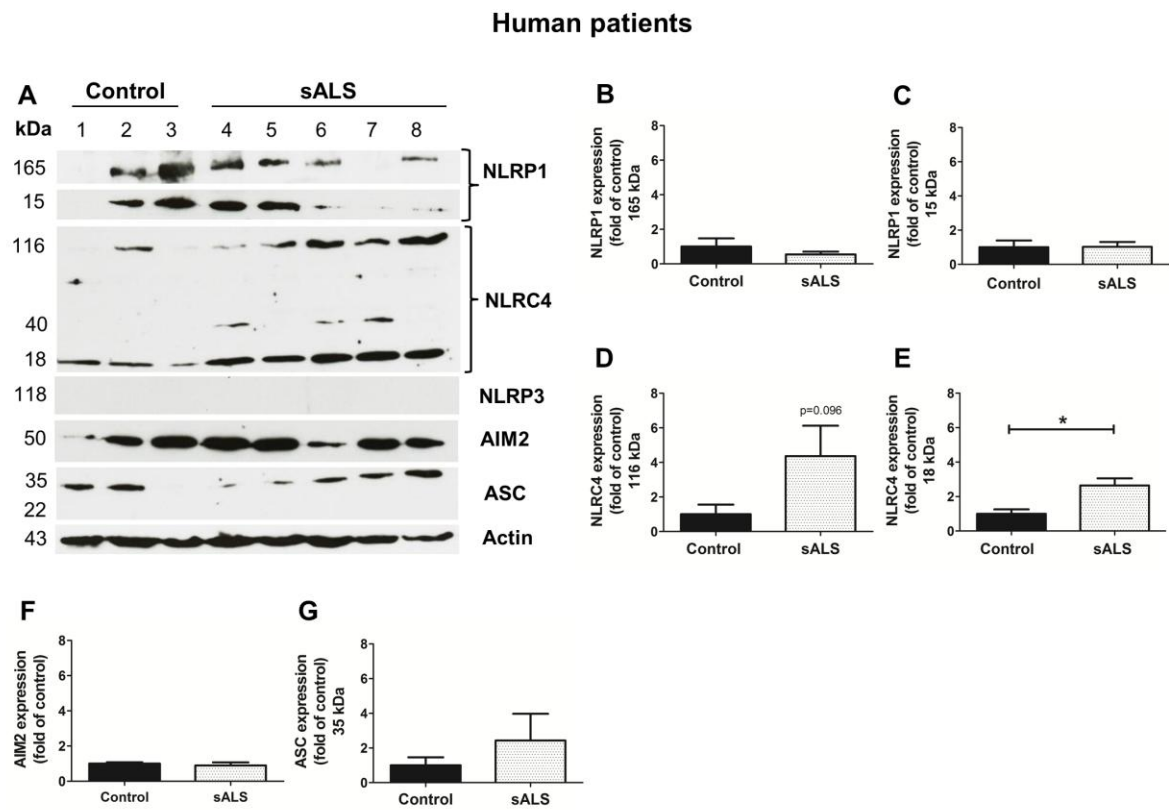 Human patients
A
Control sALS
kDa 1 2 3 4 5 6 7 8
165
NLRP1
15
116
NLRC4
40
18
118 NLRP3
50 AIM2
35
ASC
22
43 Actin
B
NLRP1 expression
(fold of control)
165 kDa
8
6
4
2
0
Control sALS
C
NLRP1 expression
(fold of control)
15 kDa
8
6
4
2
0
Control sALS
D
NLRC4 expression
(fold of control)
116 kDa
8
6
4
2
0
p=0.096
Control sALS
E
NLRC4 expression
(fold of control)
18 kDa
8
6
4
2
0
*
Control sALS
F
AIM2 expression
(fold of control)
8
6
4
2
0
Control sALS
G
ASC expression
(fold of control)
35 kDa
8
6
4
2
0
Control sALS